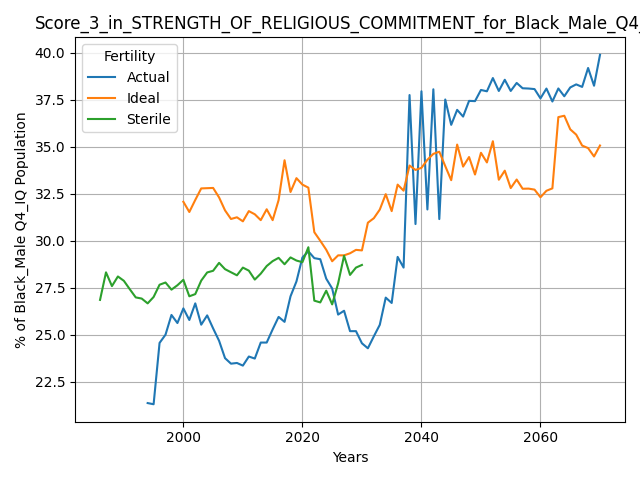 Score_3_in_STRENGTH_OF_RELIGIOUS_COMMITMENT_for_Black_Male_Q4_
Fertility
Actual
Ideal
Sterile
% of Black_Male Q4_IQ Population
40.0
37.5
35.0
32.5
30.0
27.5
25.0
22.5
2000 2020 2040 2060
Years